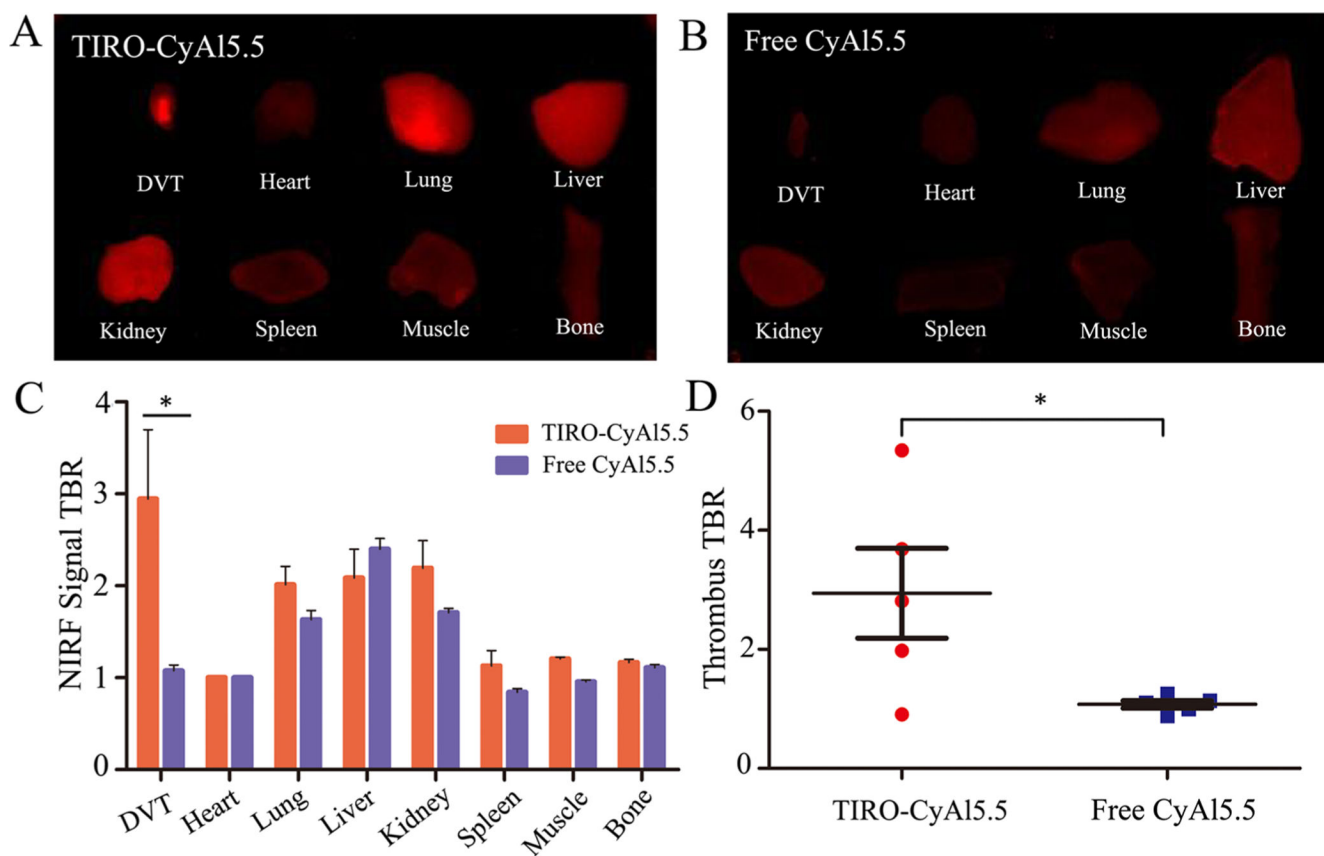 A
TIRO-CyAl5.5
DVT
Heart
Lung
Liver
Kidney
Spleen
Muscle
Bone
B
Free CyAl5.5
DVT
Heart
Lung
Liver
Kidney
Spleen
Muscle
Bone
C
NIRF Signal TBR
4
3
2
1
0
*
TIRO-CyAl5.5
Free CyAl5.5
DVT
Heart
Lung
Liver
Kidney
Spleen
Muscle
Bone
D
Thrombus TBR
6
4
2
0
*
TIRO-CyAl5.5
Free CyAl5.5